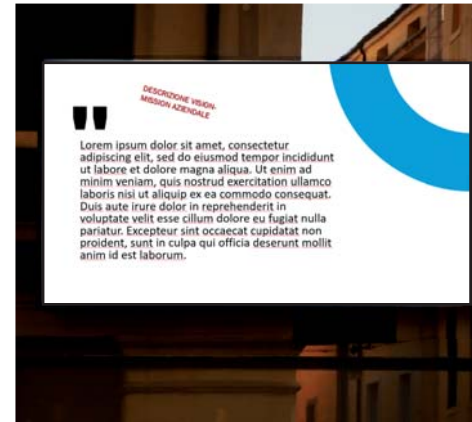 DESCRIZIONE VISION-
MISSION AZIENDALE
"
Lorem ipsum dolor sit amet, consectetur
adipiscing elit, sed do eiusmod tempor incididunt
ut labore et dolore magna aliqua. Ut enim ad
minim veniam, quis nostrud exercitation ullamco
laboris nisi ut aliquip ex ea commodo consequat.
Duis aute irure dolor in reprehenderit in
voluptate velit esse cillum dolore eu fugiat nulla
pariatur. Excepteur sint occaecat cupidatat non
proident, sunt in culpa qui officia deserunt mollit
anim id est laborum.